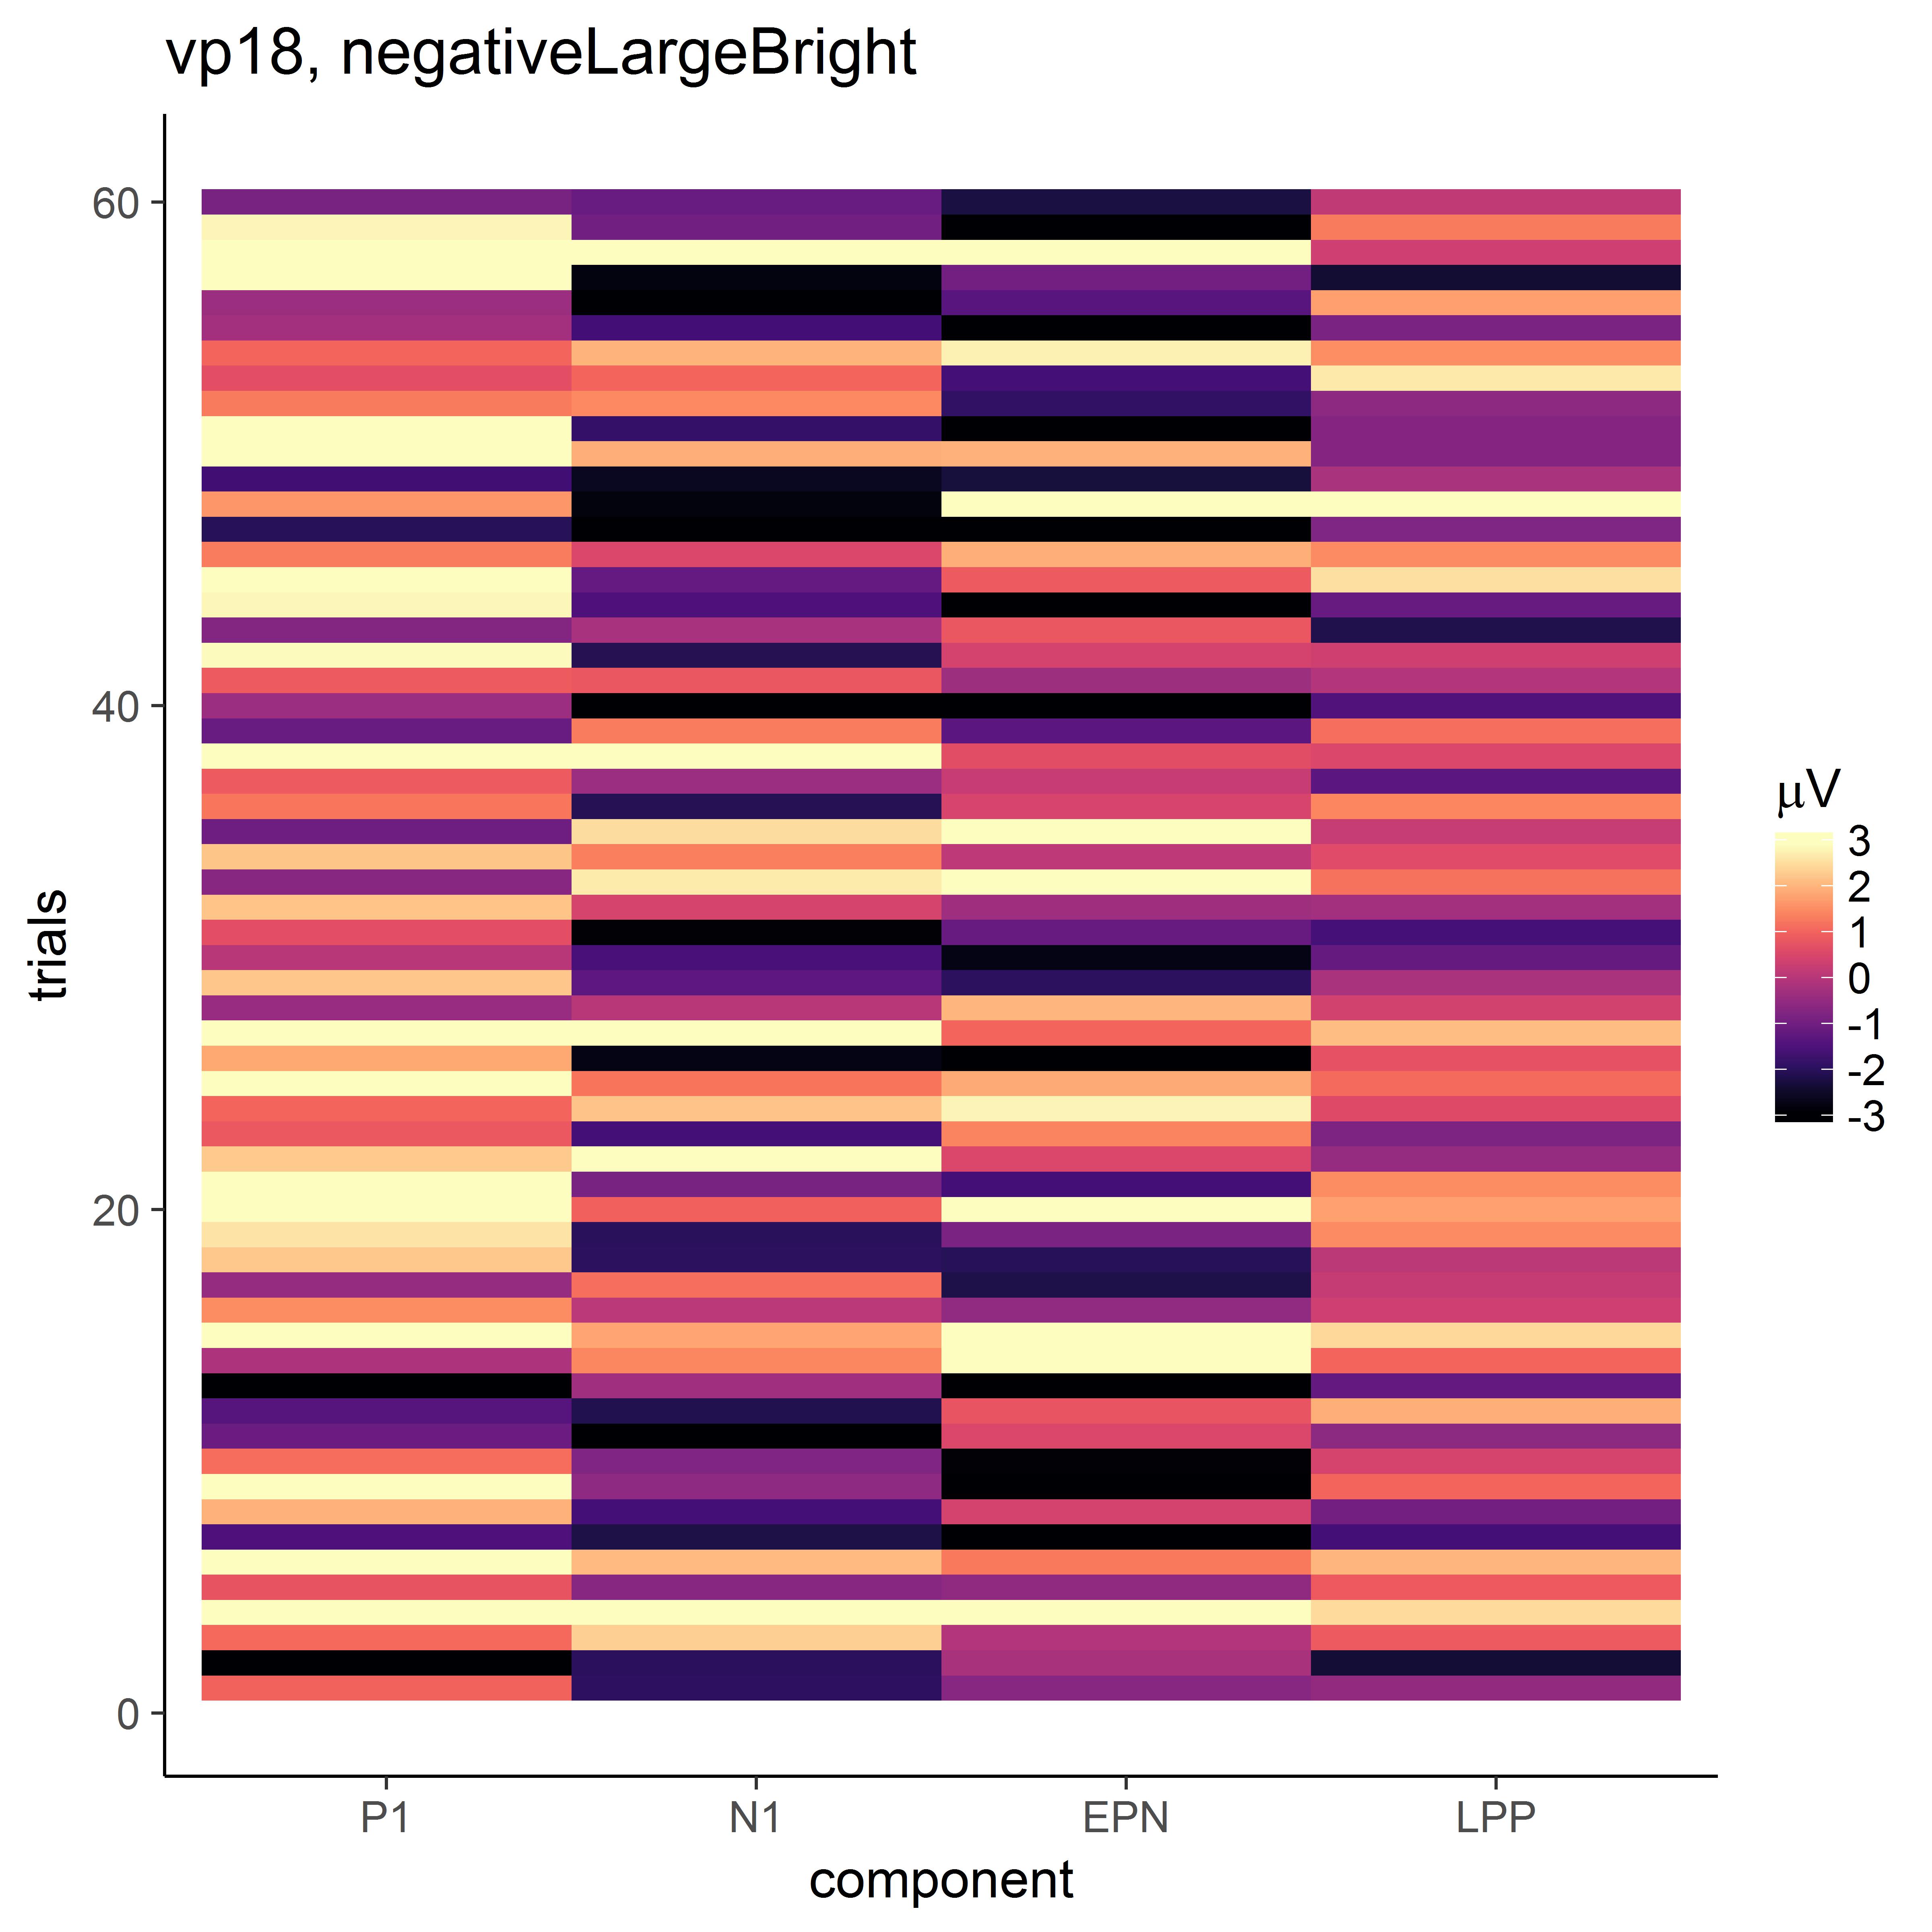 vp18, negativeLargeBright
60
40
20
0
trials
P1 N1 EPN LPP
component
μV
3
2
1
0
-1
-2
-3